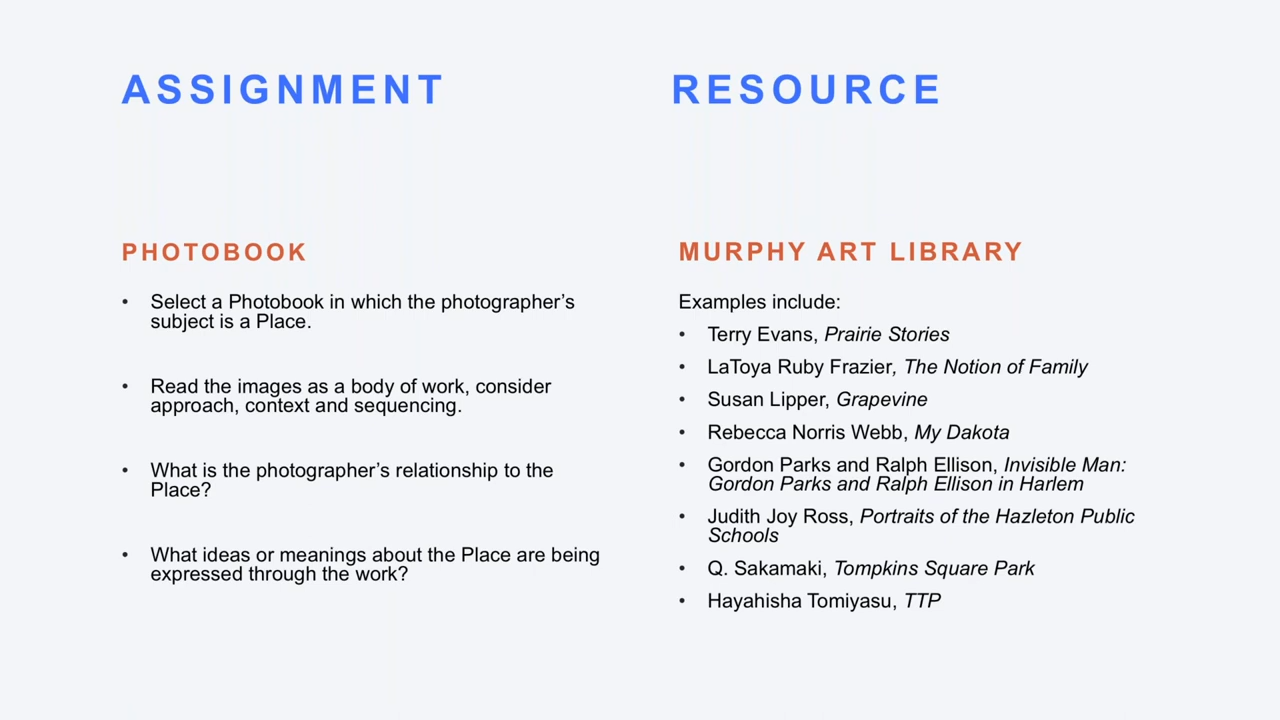 ASSIGNMENT
PHOTOBOOK
• Select a Photobook in which the photographer’s
subject is a Place.
• Read the images as a body of work, consider
approach, context and sequencing.
• What is the photographer’s relationship to the
Place?
• What ideas or meanings about the Place are being
expressed through the work?
RESOURCE
MURPHY ART LIBRARY
Examples include:
• Terry Evans, Prairie Stories
• LaToya Ruby Frazier, The Notion of Family
• Susan Lipper, Grapevine
• Rebecca Norris Webb, My Dakota
• Gordon Parks and Ralph Ellison, Invisible Man:
Gordon Parks and Ralph Ellison in Harlem
• Judith Joy Ross, Portraits of the Hazleton Public
Schools
• Q. Sakamaki, Tompkins Square Park
• Hayahisha Tomiyasu, TTP